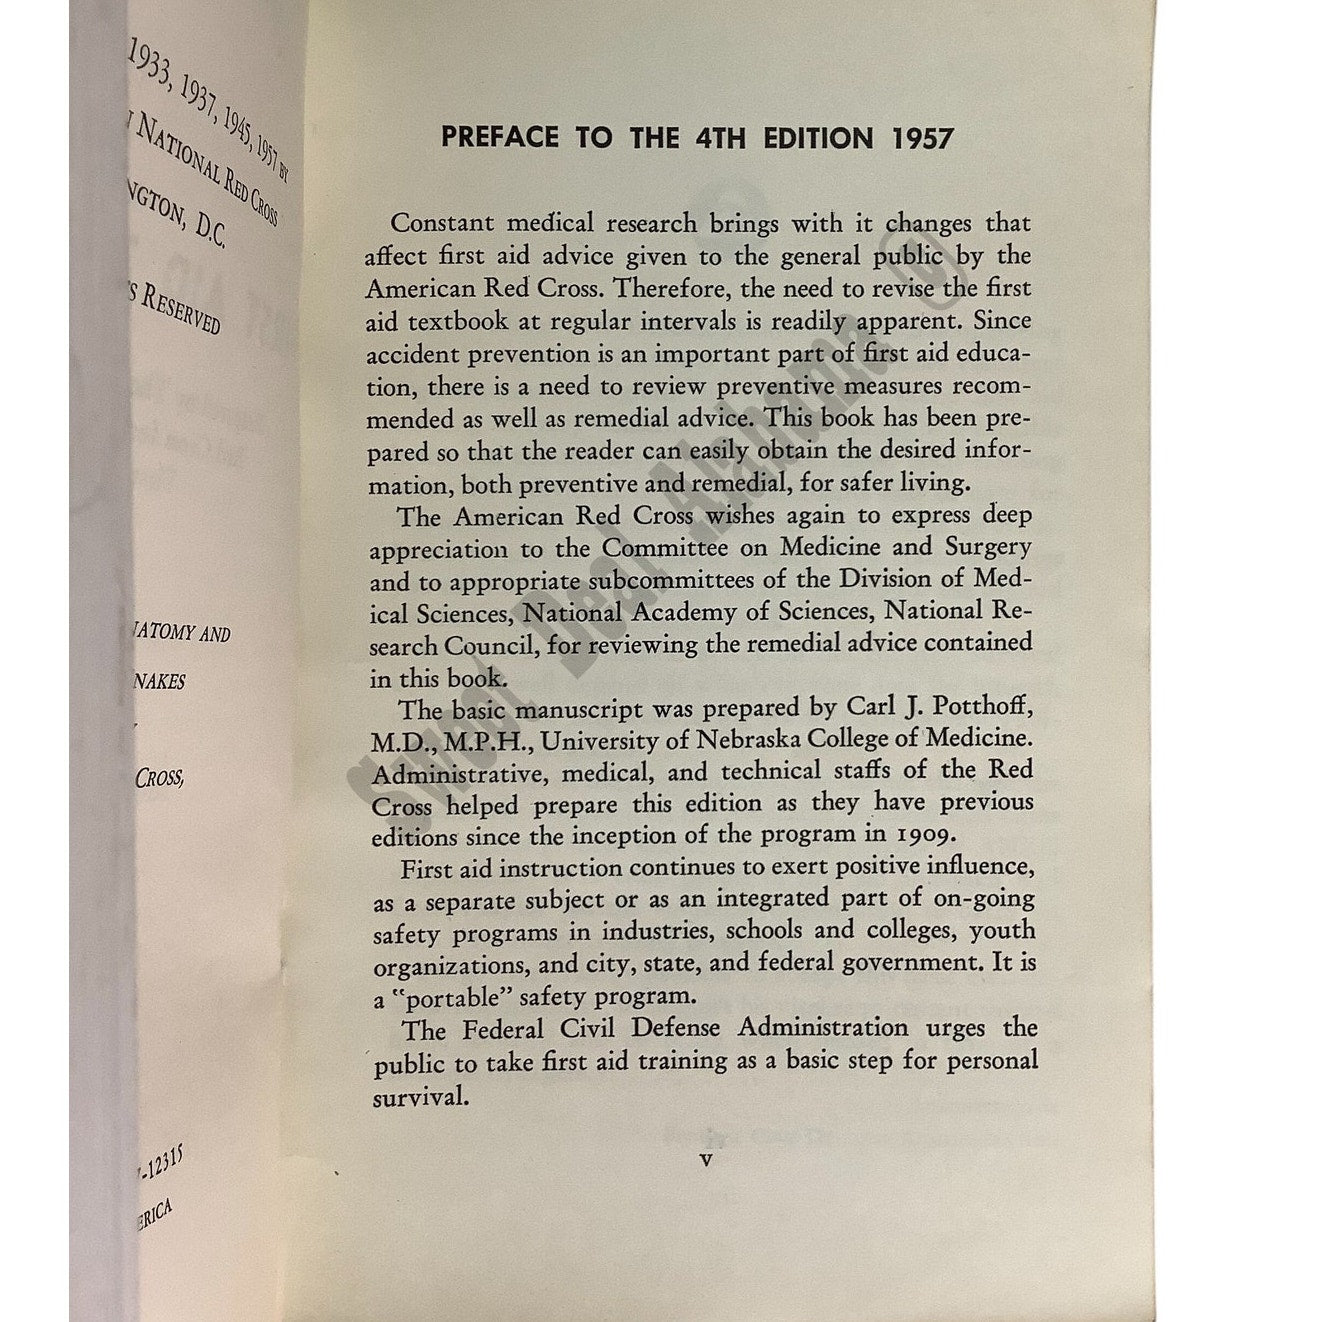 1933, 1937, 1945, 1957 BY
NATIONAL RED CROSS
D.C.
RESERVED
AND
CROSS,
-12315
PREFACE TO THE 4TH EDITION 1957
Constant medical research brings with it changes that
affect first aid advice given to the general public by the
American Red Cross. Therefore, the need to revise the first
aid textbook at regular intervals is readily apparent. Since
accident prevention is an important part of first aid educa-
tion, there is a need to review preventive measures recom-
mended as well as remedial advice. This book has been pre-
pared so that the reader can easily obtain the desired infor-
mation, both preventive and remedial, for safer living.
The American Red Cross wishes again to express deep
appreciation to the Committee on Medicine and Surgery
and to appropriate subcommittees of the Division of Med-
ical Sciences, National Academy of Sciences, National Re-
search Council, for reviewing the remedial advice contained
in this book.
The basic manuscript was prepared by Carl J. Potthoff,
M.D., M.P.H., University of Nebraska College of Medicine.
Administrative, medical, and technical staffs of the Red
Cross helped prepare this edition as they have previous
editions since the inception of the program in 1909.
First aid instruction continues to exert positive influence,
as a separate subject or as an integrated part of on-going
safety programs in industries, schools and colleges, youth
organizations, and city, state, and federal government. It is
a "portable" safety program.
The Federal Civil Defense Administration urges the
public to take first aid training as a basic step for personal
survival.
v
Sweet Deal Alabama ©